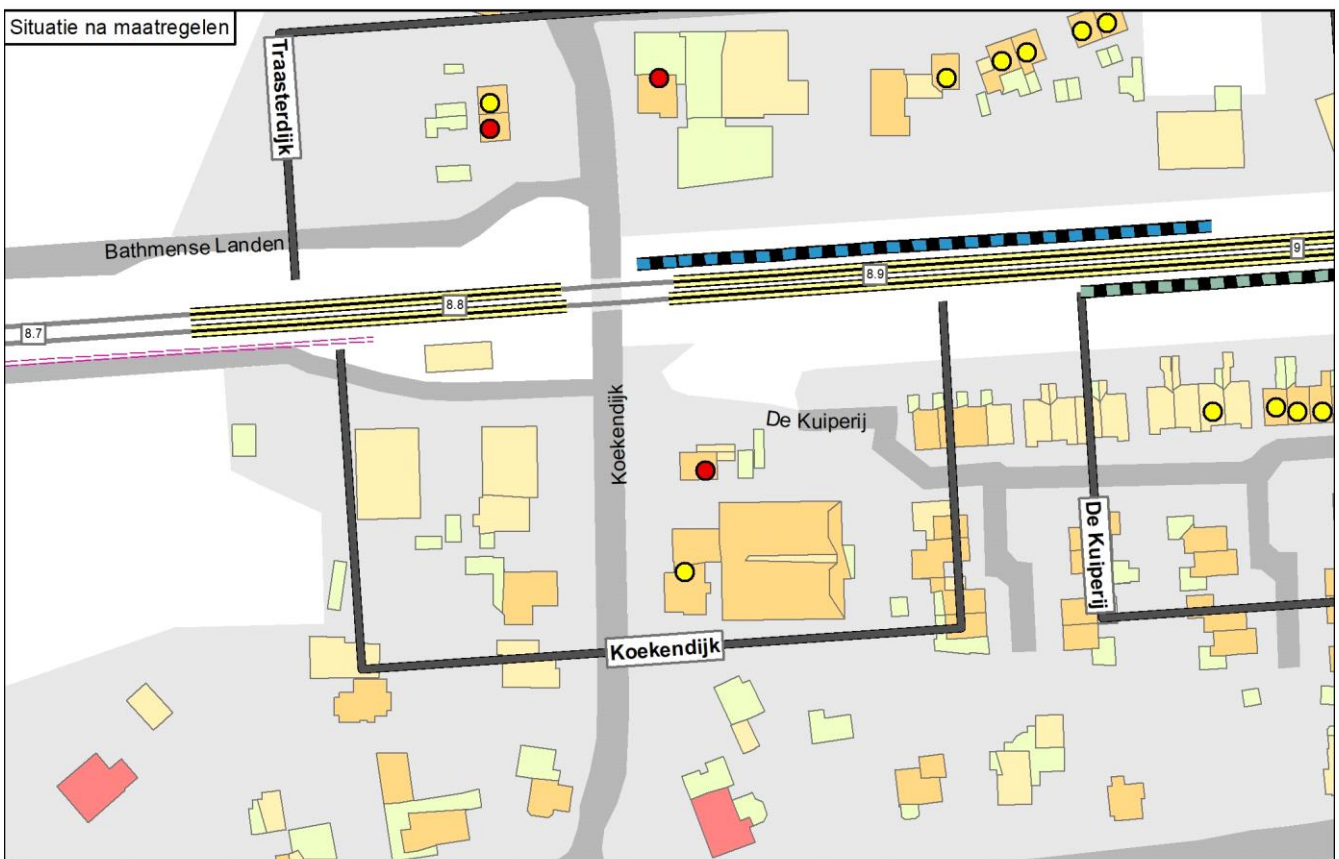 Situatie na maatregelen
Traasterdijk
Bathmense Landen
9
8.9
8.8
8.7
Koekendijk
De Kuiperij
De Kuiperij
Koekendijk